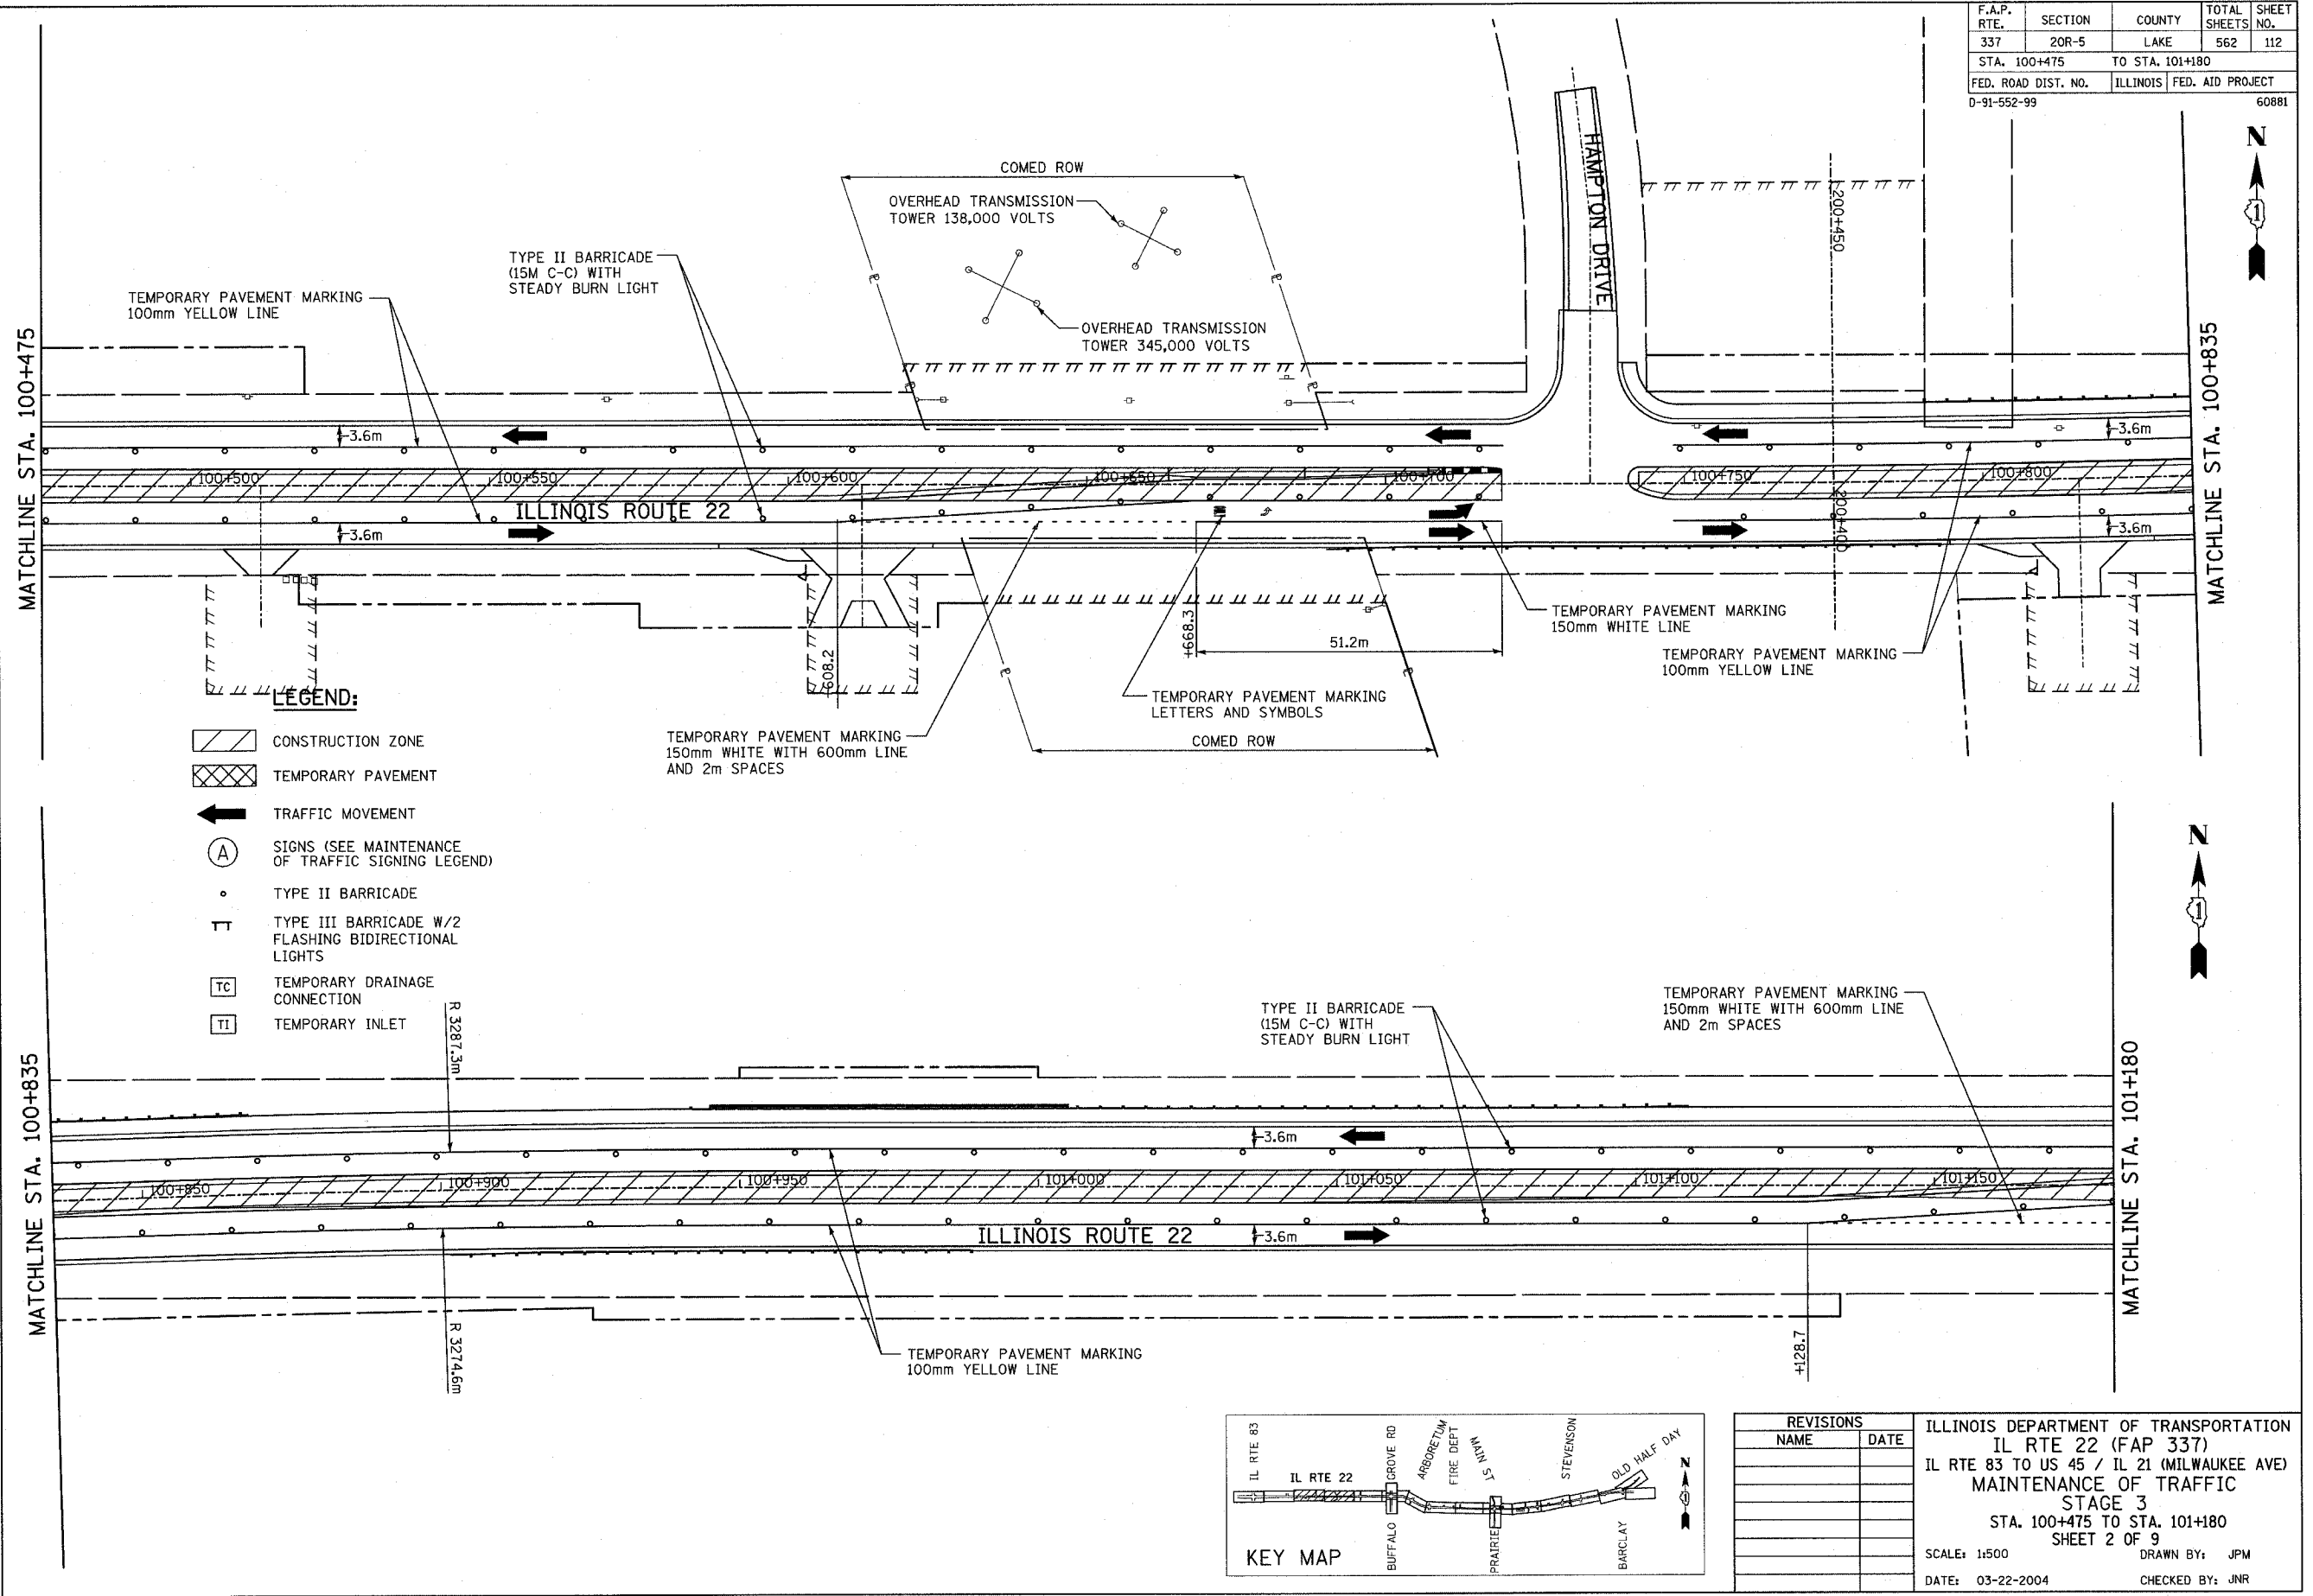 F.A.P. RTE. SECTION COUNTY TOTAL SHEETS SHEET NO.
337 20R-5 LAKE 562 112
STA. 100+475 TO STA. 101+180
FED. ROAD DIST. NO. ILLINOIS FED. AID PROJECT
D-91-552-99 60881
N
1
MATCHLINE STA. 100+475
COMED ROW
OVERHEAD TRANSMISSION
TOWER 138,000 VOLTS
OVERHEAD TRANSMISSION
TOWER 345,000 VOLTS
TYPE II BARRICADE
(15M C-C) WITH
STEADY BURN LIGHT
TEMPORARY PAVEMENT MARKING
100mm YELLOW LINE
HAMPTON DRIVE
200+450
MATCHLINE STA. 100+835
3.6m
3.6m
100+500
100+550
100+600
100+650
100+700
100+750
100+800
200+400
ILLINOIS ROUTE 22
3.6m
3.6m
+608.2
+668.3
51.2m
TEMPORARY PAVEMENT MARKING
150mm WHITE LINE
TEMPORARY PAVEMENT MARKING
100mm YELLOW LINE
TEMPORARY PAVEMENT MARKING
LETTERS AND SYMBOLS
TEMPORARY PAVEMENT MARKING
150mm WHITE WITH 600mm LINE
AND 2m SPACES
COMED ROW
LEGEND:
CONSTRUCTION ZONE
TEMPORARY PAVEMENT
TRAFFIC MOVEMENT
A SIGNS (SEE MAINTENANCE
OF TRAFFIC SIGNING LEGEND)
TYPE II BARRICADE
TYPE III BARRICADE W/2
FLASHING BIDIRECTIONAL
LIGHTS
TC TEMPORARY DRAINAGE
CONNECTION
TI TEMPORARY INLET
N
1
MATCHLINE STA. 100+835
R 3287.3m
TYPE II BARRICADE
(15M C-C) WITH
STEADY BURN LIGHT
TEMPORARY PAVEMENT MARKING
150mm WHITE WITH 600mm LINE
AND 2m SPACES
MATCHLINE STA. 101+180
3.6m
100+850
100+900
100+950
101+000
101+050
101+100
101+150
ILLINOIS ROUTE 22
3.6m
R 3274.6m
TEMPORARY PAVEMENT MARKING
100mm YELLOW LINE
+128.7
IL RTE 83
IL RTE 22
GROVE RD
ARBORETUM
FIRE DEPT
MAIN ST
STEVENSON
OLD HALF DAY
N
BUFFALO
PRAIRIE
BARCLAY
KEY MAP
REVISIONS
NAME DATE
ILLINOIS DEPARTMENT OF TRANSPORTATION
IL RTE 22 (FAP 337)
IL RTE 83 TO US 45 / IL 21 (MILWAUKEE AVE)
MAINTENANCE OF TRAFFIC
STAGE 3
STA. 100+475 TO STA. 101+180
SHEET 2 OF 9
SCALE: 1:500 DRAWN BY: JPM
DATE: 03-22-2004 CHECKED BY: JNR